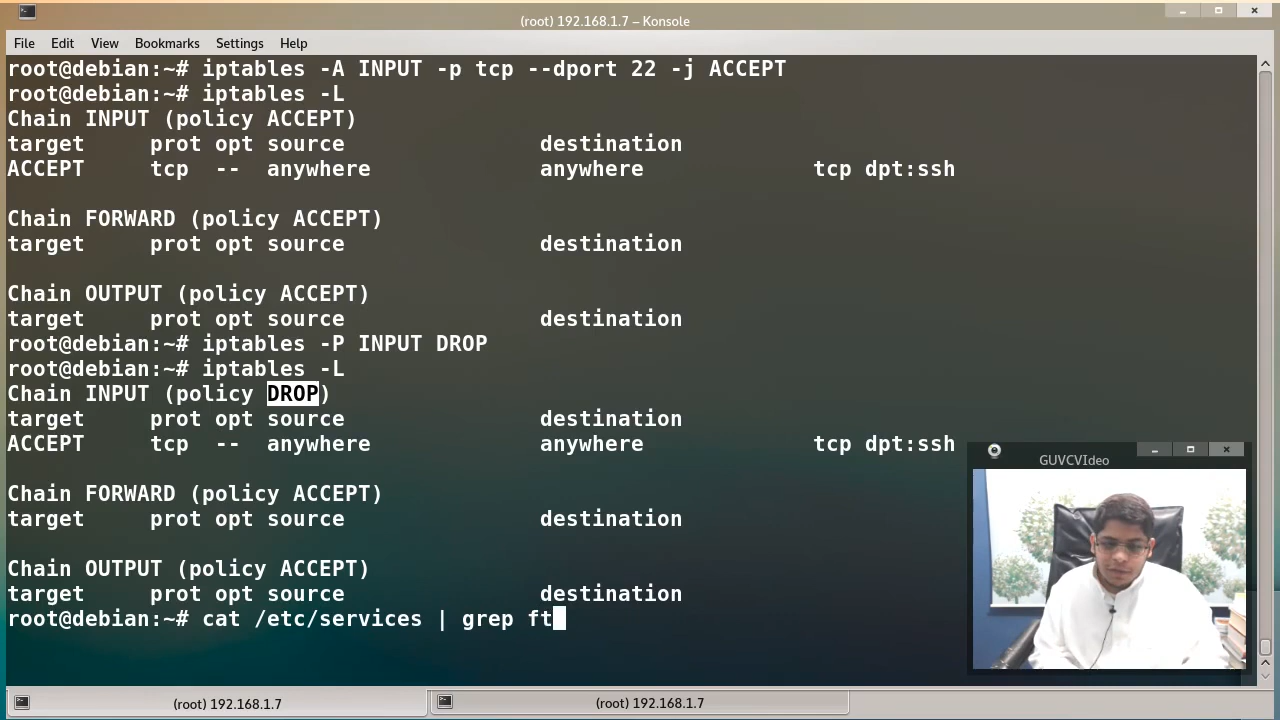 (root) 192.168.1.7 – Konsole
File Edit View Bookmarks Settings Help
root@debian:~# iptables -A INPUT -p tcp --dport 22 -j ACCEPT
root@debian:~# iptables -L
Chain INPUT (policy ACCEPT)
target     prot opt source               destination
ACCEPT     tcp  --  anywhere             anywhere             tcp dpt:ssh
Chain FORWARD (policy ACCEPT)
target     prot opt source               destination
Chain OUTPUT (policy ACCEPT)
target     prot opt source               destination
root@debian:~# iptables -P INPUT DROP
root@debian:~# iptables -L
Chain INPUT (policy DROP)
target     prot opt source               destination
ACCEPT     tcp  --  anywhere             anywhere             tcp dpt:ssh
Chain FORWARD (policy ACCEPT)
target     prot opt source               destination
Chain OUTPUT (policy ACCEPT)
target     prot opt source               destination
root@debian:~# cat /etc/services | grep ft
GUVCVIdeo
(root) 192.168.1.7
(root) 192.168.1.7